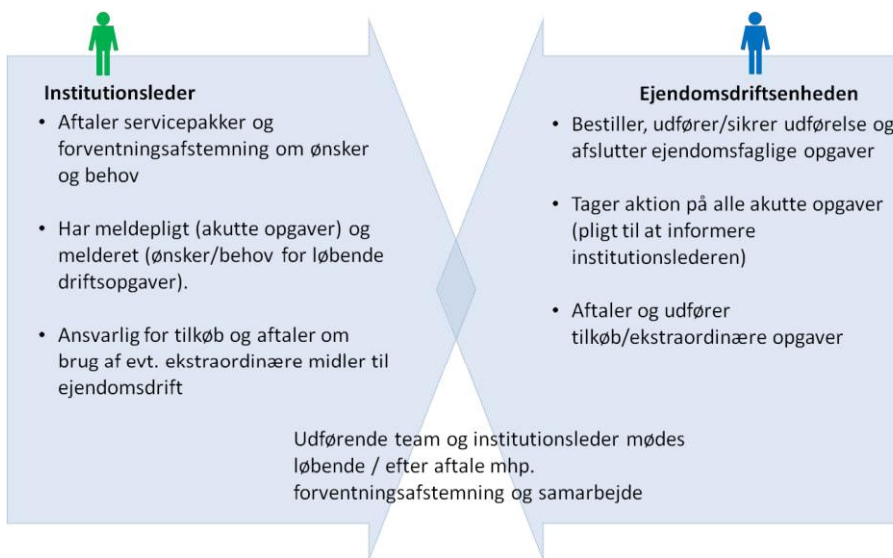 Institutionsleder
• Aftaler servicepakker og
forventningsafstemning om ønsker
og behov
• Har meldepligt (akutte opgaver) og
melderet (ønsker/behov for løbende
driftsopgaver).
• Ansvarlig for tilkøb og aftaler om
brug af evt. ekstraordinære midler til
ejendomsdrift
Ejendomsdriftsenheden
• Bestiller, udfører/sikrer udførelse og
afslutter ejendomsfaglige opgaver
• Tager aktion på alle akutte opgaver
(pligt til at informere
institutionslederen)
• Aftaler og udfører
tilkøb/ekstraordinære opgaver
Udførende team og institutionsleder mødes
løbende / efter aftale mhp.
forventningsafstemning og samarbejde